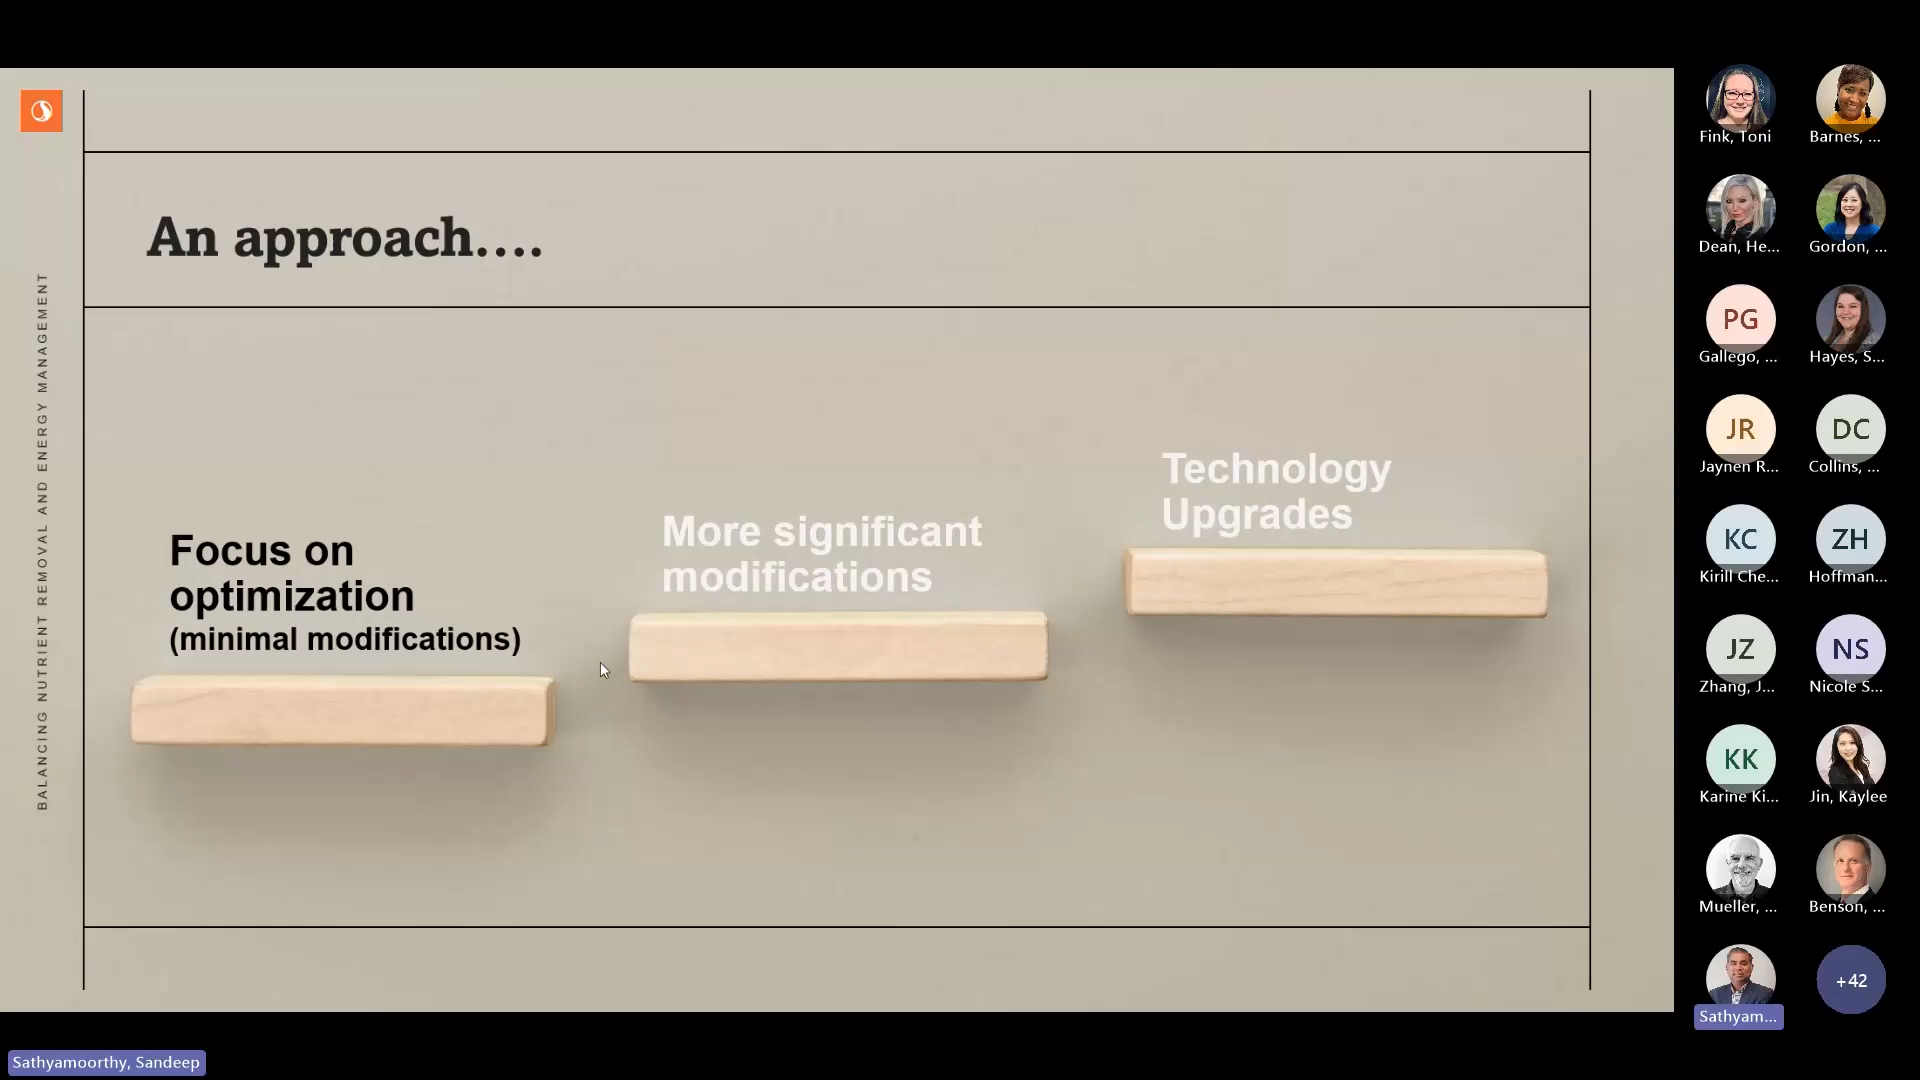 BALANCING NUTRIENT REMOVAL AND ENERGY MANAGEMENT
An approach....
Focus on
optimization
(minimal modifications)
More significant
modifications
Technology
Upgrades
Fink, Toni
Barnes, ...
Dean, He...
Gordon, ...
PG
Gallego, ...
Hayes, S...
JR
Jaynen R...
DC
Collins, ...
KC
Kirill Che...
ZH
Hoffman...
JZ
Zhang, J...
NS
Nicole S...
KK
Karine Ki...
Jin, Kaylee
Mueller, ...
Benson, ...
Sathyam...
+42
Sathyamoorthy, Sandeep